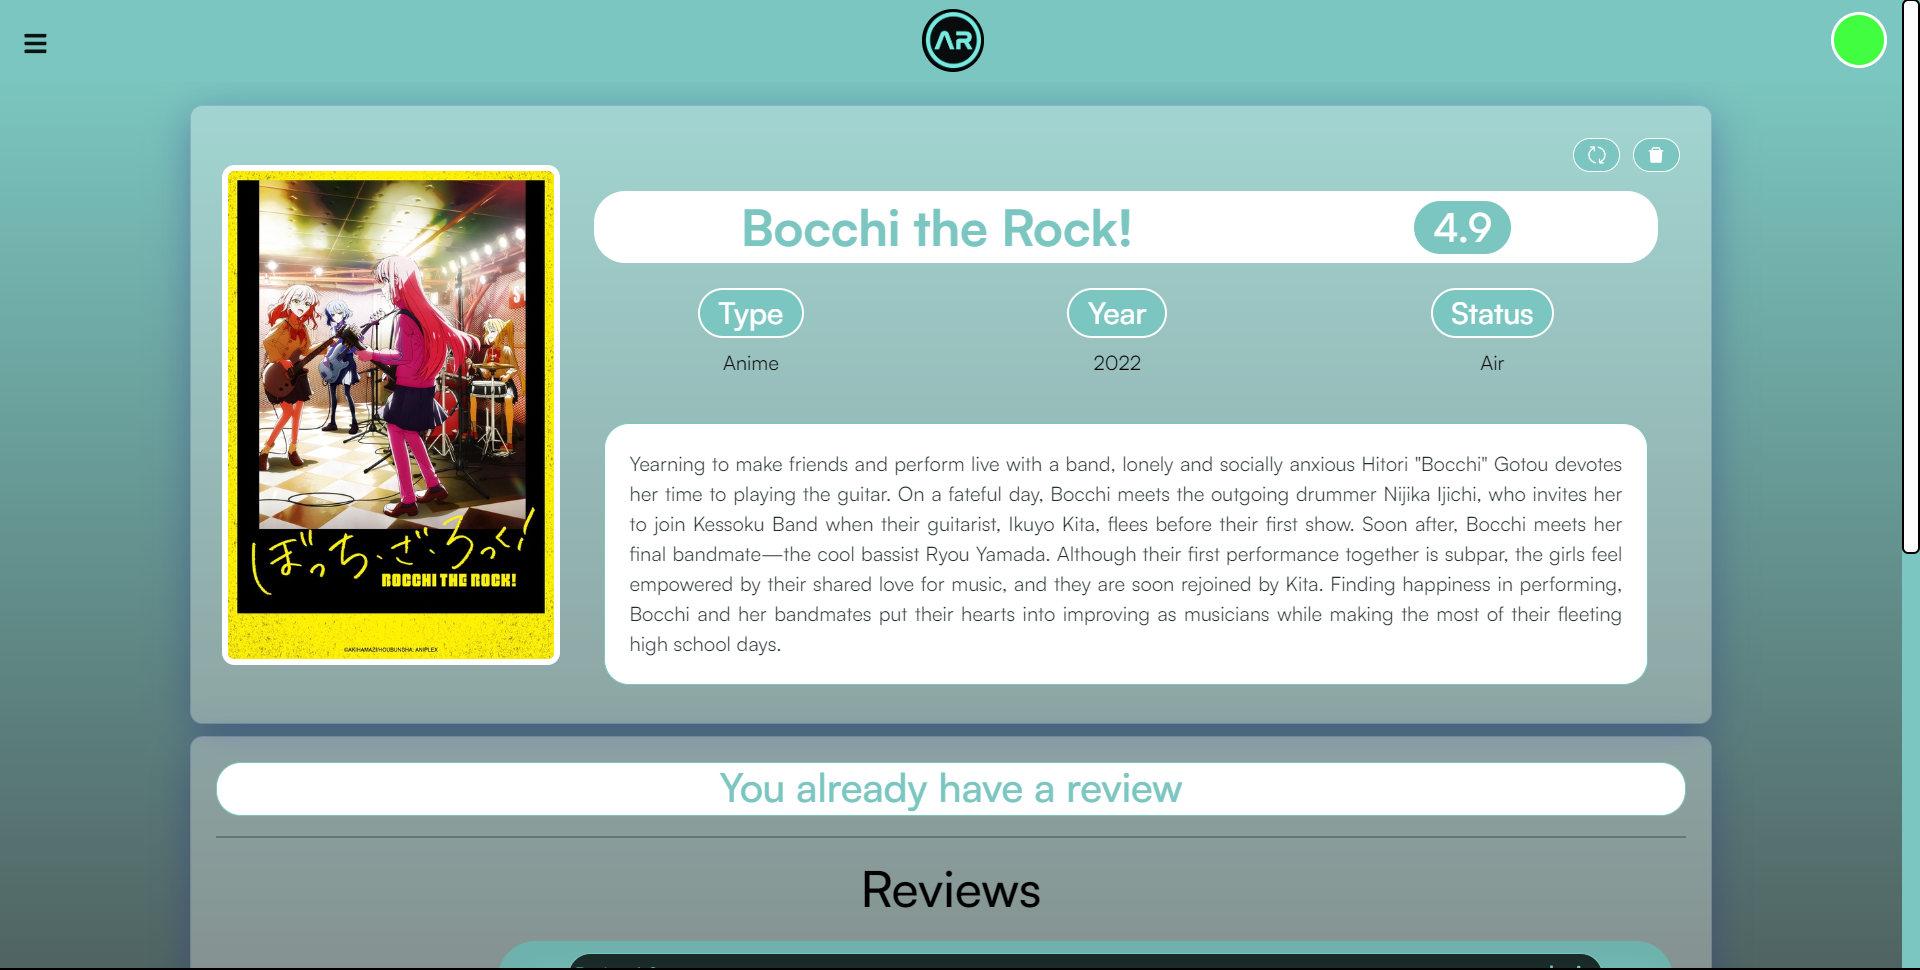 AR
Bocchi the Rock!
4.9
Type
Year
Status
Anime
2022
Air
ぼっち・ざ・ろっく!
BOCCHI THE ROCK!
©AKIHAMAZI/HOUBUNSHA, ANIPLEX
Yearning to make friends and perform live with a band, lonely and socially anxious Hitori "Bocchi" Gotou devotes
her time to playing the guitar. On a fateful day, Bocchi meets the outgoing drummer Nijika Ijichi, who invites her
to join Kessoku Band when their guitarist, Ikuyo Kita, flees before their first show. Soon after, Bocchi meets her
final bandmate—the cool bassist Ryou Yamada. Although their first performance together is subpar, the girls feel
empowered by their shared love for music, and they are soon rejoined by Kita. Finding happiness in performing,
Bocchi and her bandmates put their hearts into improving as musicians while making the most of their fleeting
high school days.
You already have a review
Reviews